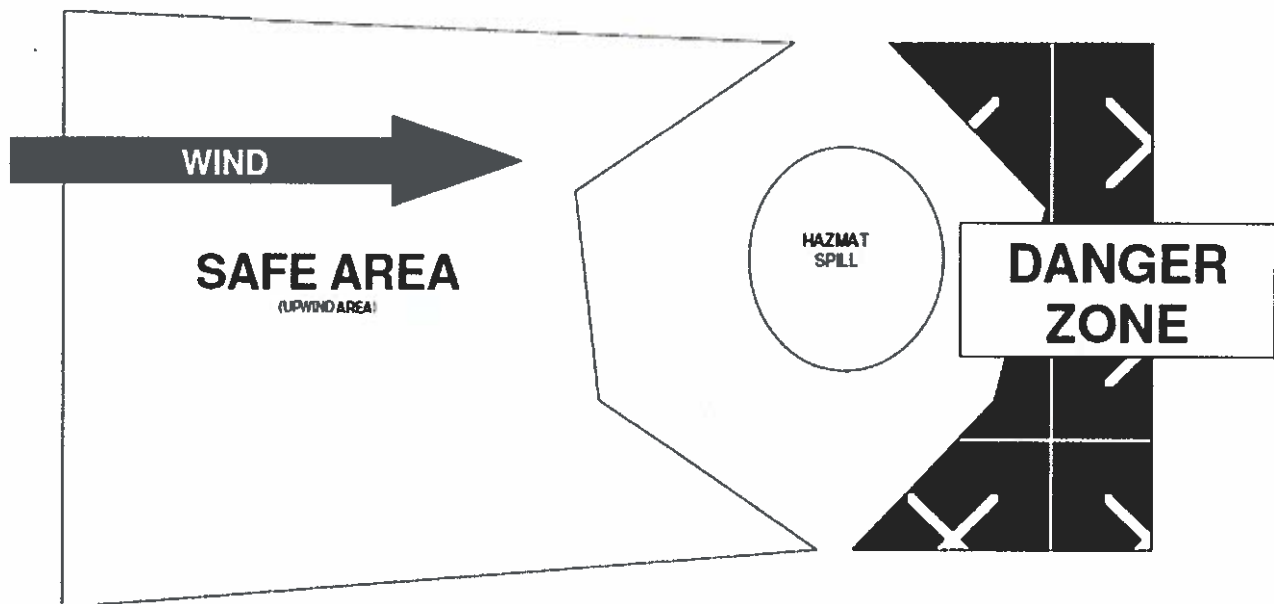 WIND
SAFE AREA
(UPWIND AREA)
HAZMAT
SPILL
DANGER
ZONE